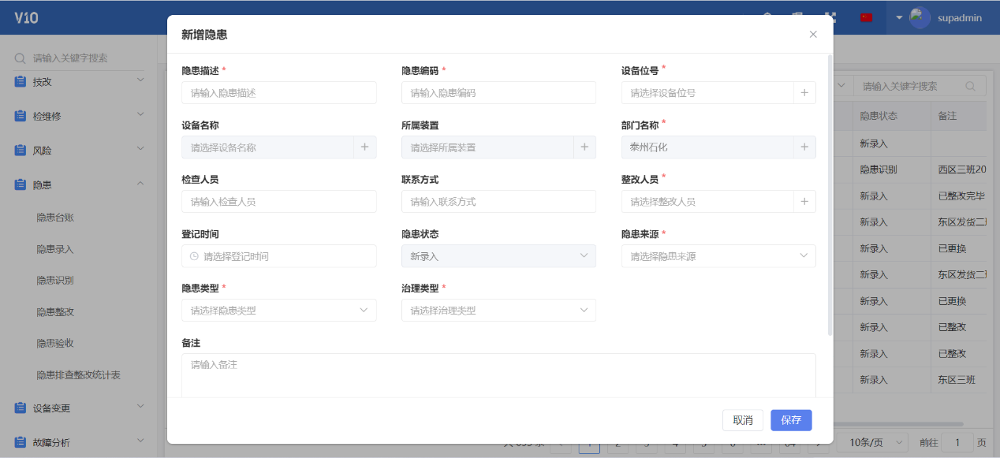 V10
supadmin
新增隐患
请输入关键字搜索
技改
检维修
风险
隐患
隐患台账
隐患录入
隐患识别
隐患整改
隐患验收
隐患排查整改统计表
设备变更
故障分析
隐患描述 *
请输入隐患描述
隐患编码 *
请输入隐患编码
设备位号 *
请选择设备位号
设备名称
请选择设备名称
所属装置
请选择所属装置
部门名称 *
泰州石化
检查人员
请输入检查人员
联系方式
请输入联系方式
整改人员 *
请选择整改人员
登记时间
请选择登记时间
隐患状态
新录入
隐患来源 *
请选择隐患来源
隐患类型 *
请选择隐患类型
治理类型 *
请选择治理类型
备注
请输入备注
取消
保存
请输入关键字搜索
隐患状态 备注
新录入
隐患识别 西区三班20
新录入 已整改完毕
新录入 东区发货二
新录入 已更换
新录入 东区发货二
新录入 已更换
新录入 已整改
新录入 已整改
新录入 东区三班
10条/页 前往 1 页